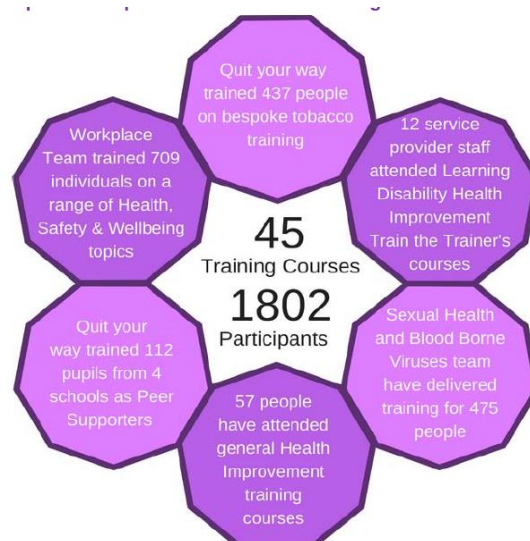 Quit your way
trained 437 people
on bespoke tobacco
training
12 service
provider staff
attended Learning
Disability Health
Improvement
Train the Trainer's
courses
Workplace
Team trained 709
individuals on a
range of Health,
Safety & Wellbeing
topics
45
Training Courses
1802
Participants
Sexual Health
and Blood Borne
Viruses team
have delivered
training for 475
people
Quit your
way trained 112
pupils from 4
schools as Peer
Supporters
57 people
have attended
general Health
Improvement
training
courses